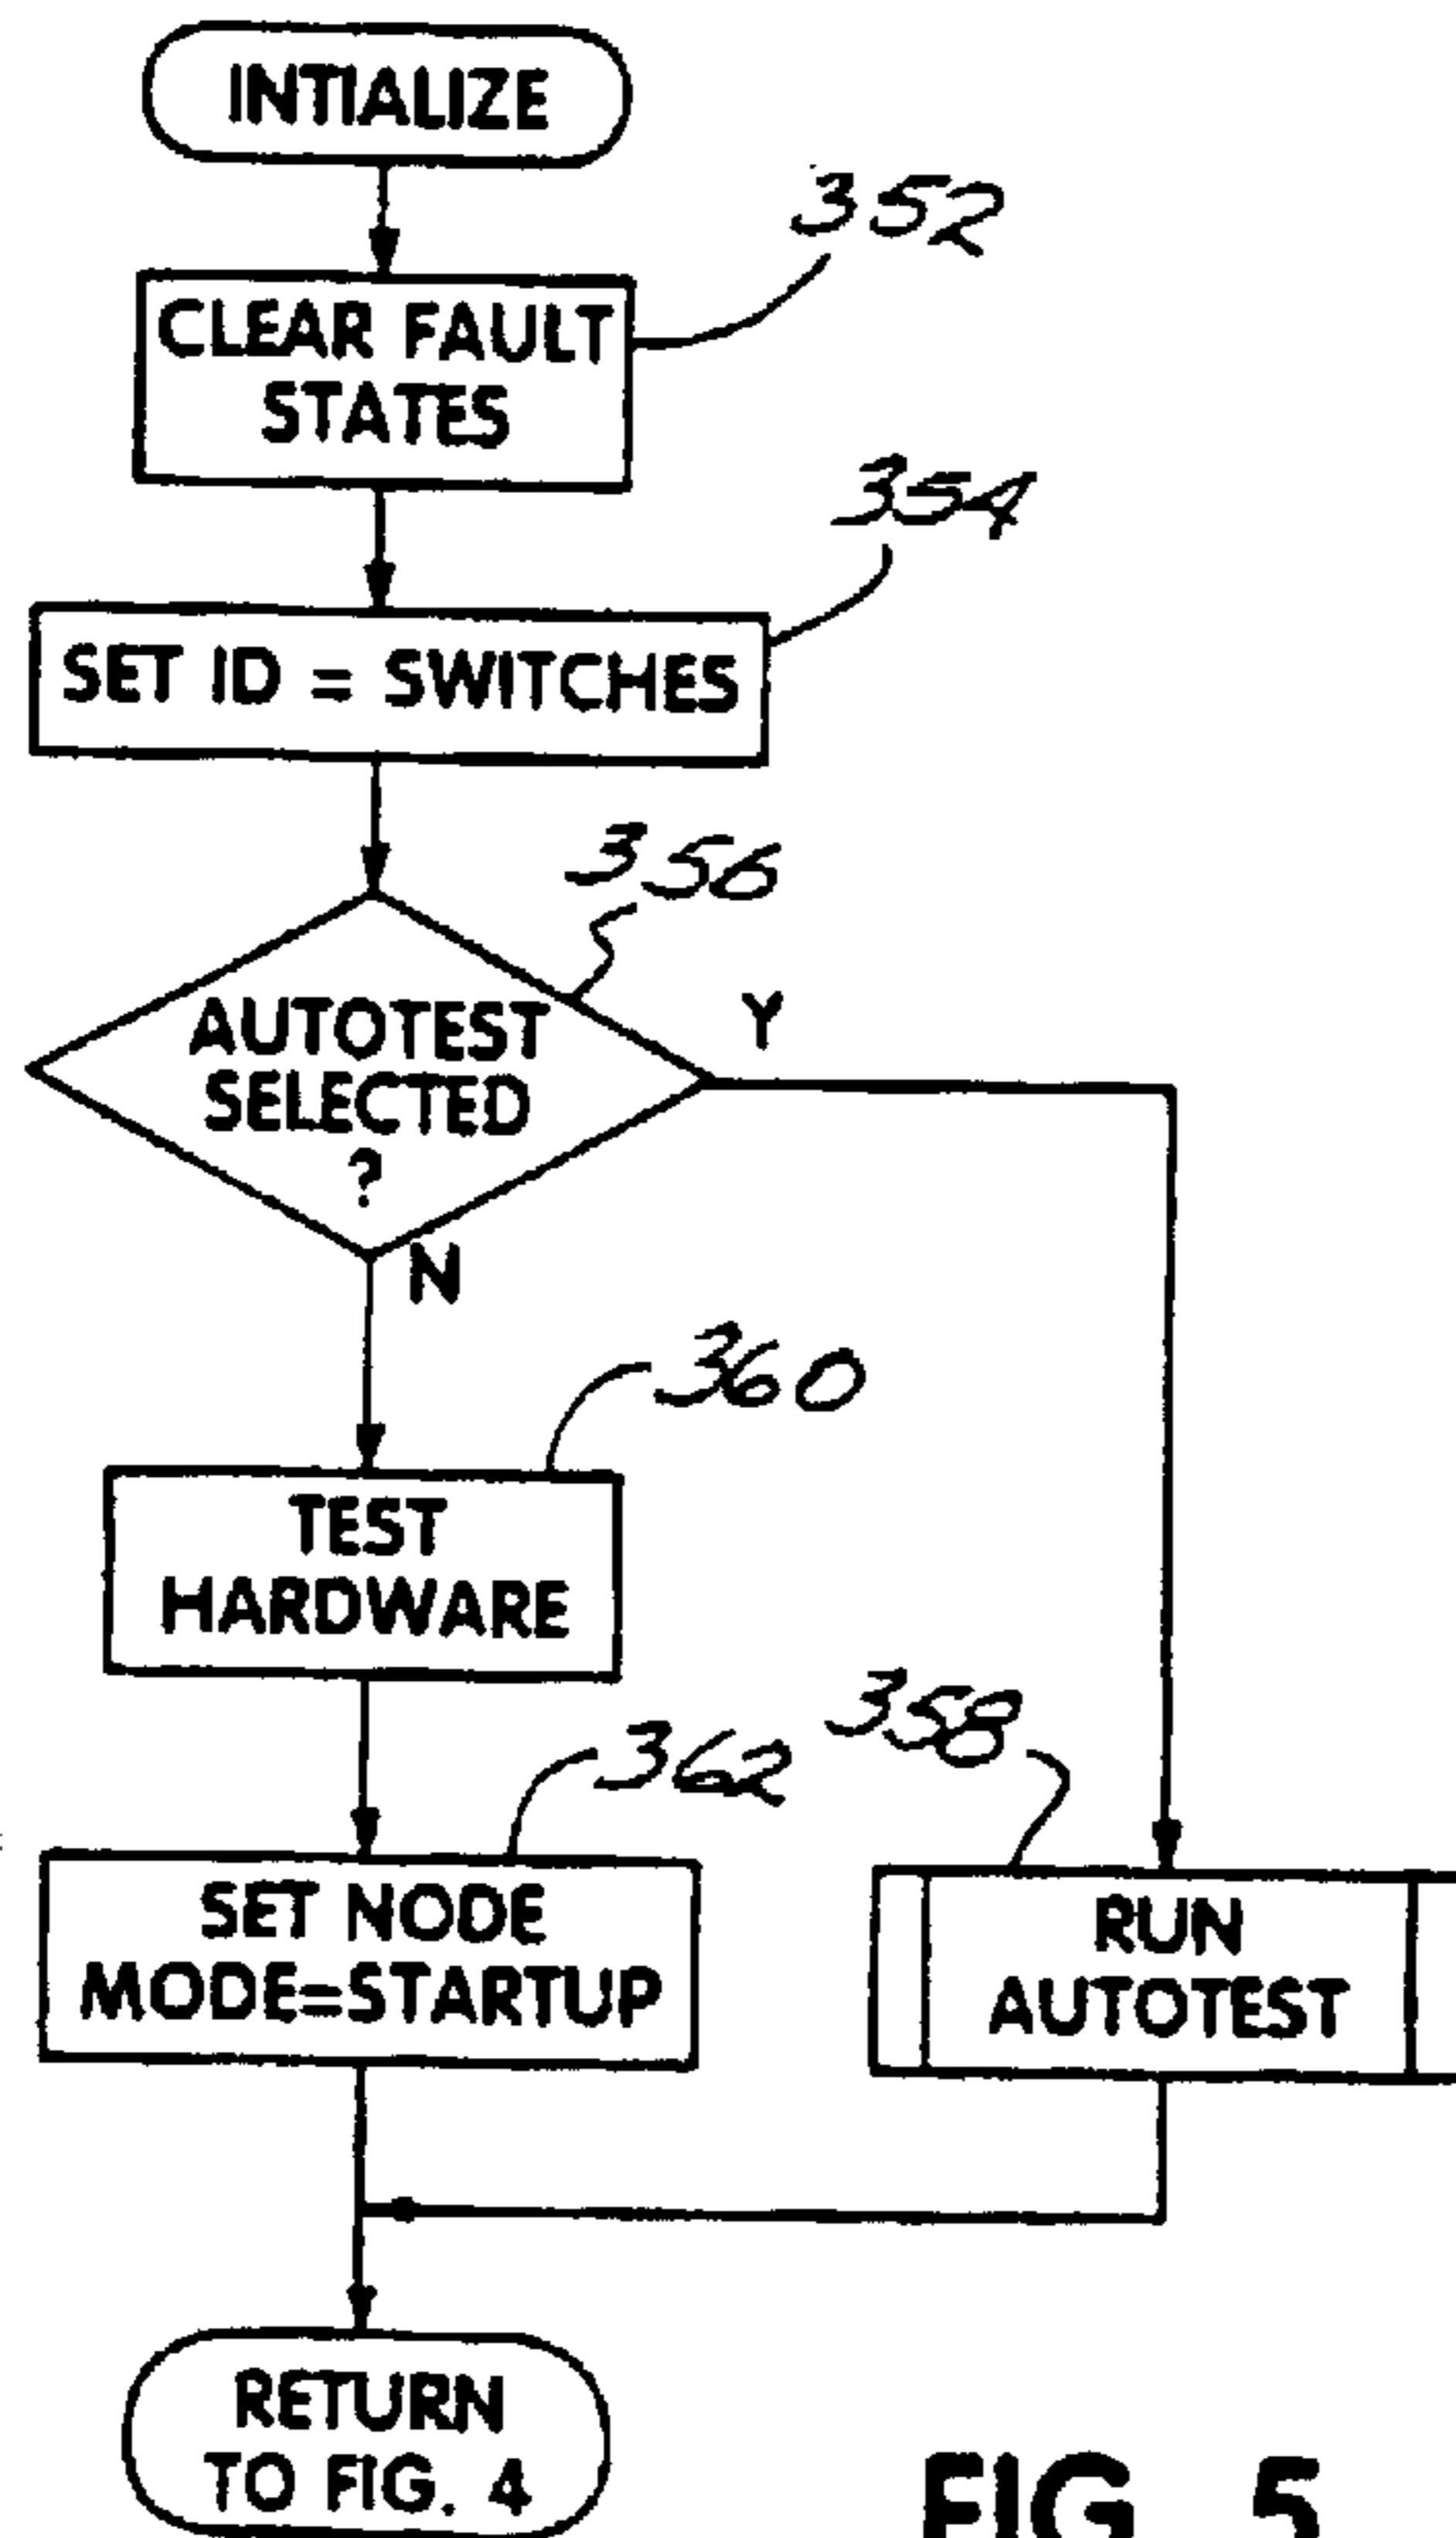 INTIALIZE
352
CLEAR FAULT
STATES
354
SET ID = SWITCHES
356
AUTOTEST
SELECTED
?
Y
N
360
TEST
HARDWARE
358
362
SET NODE
MODE=STARTUP
RUN
AUTOTEST
RETURN
TO FIG. 4
FIG. 5